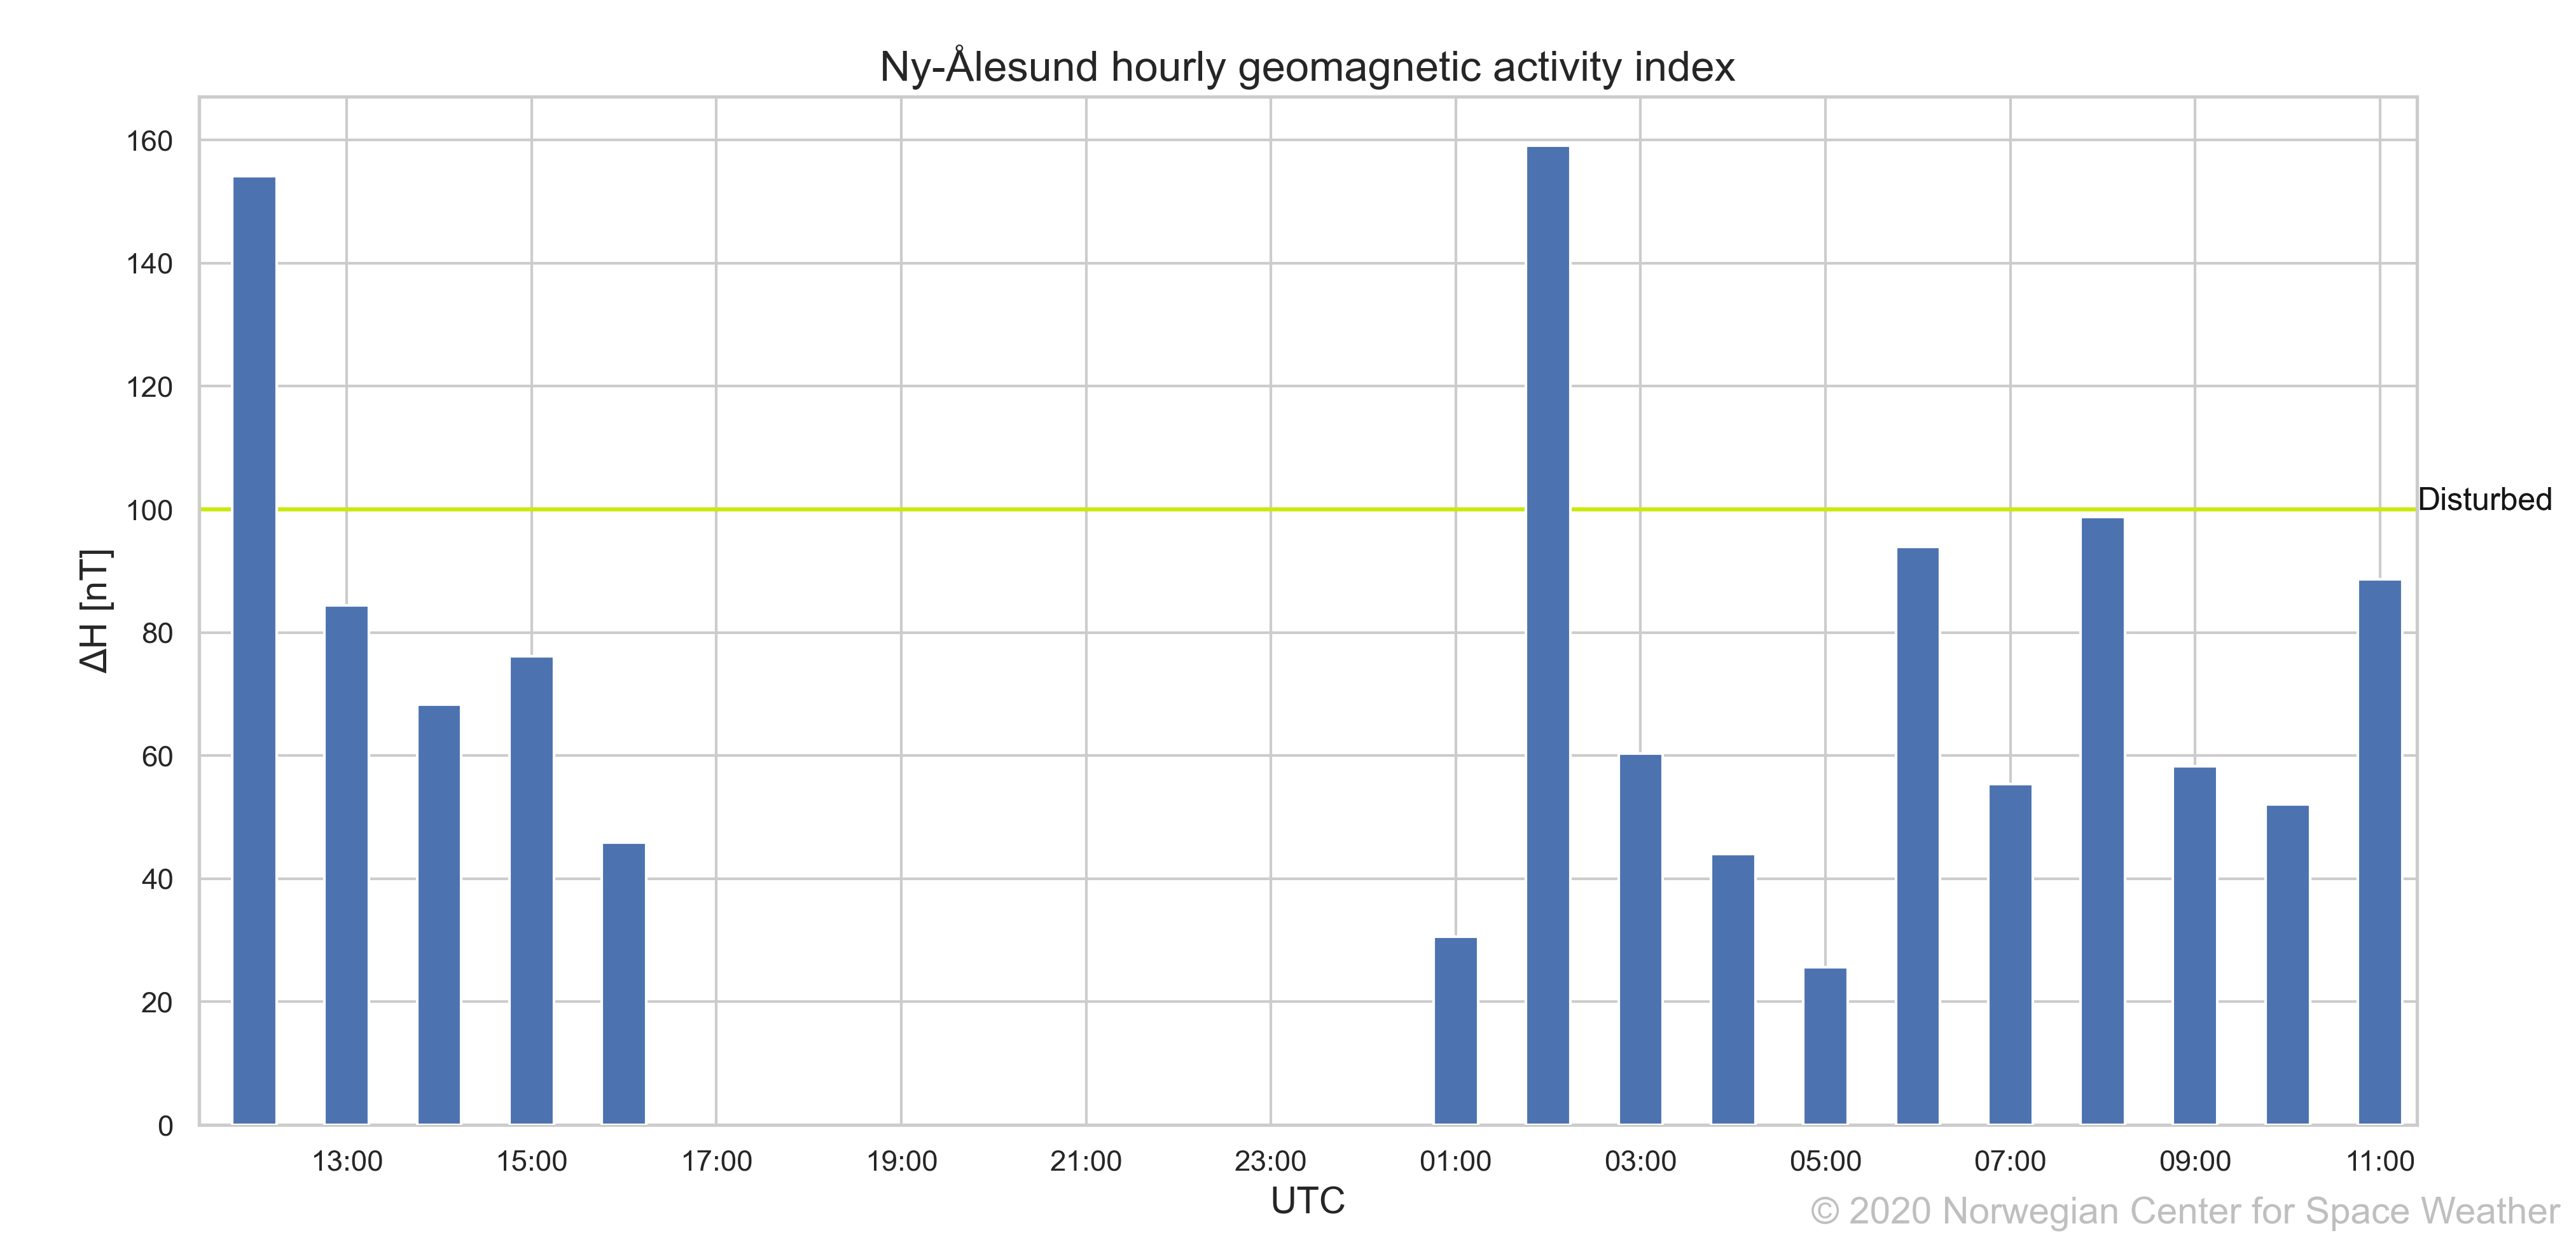 Ny-Ålesund hourly geomagnetic activity index
160
140
120
100
80
60
40
20
0
ΔH [nT]
Disturbed
13:00 15:00 17:00 19:00 21:00 23:00 01:00 03:00 05:00 07:00 09:00 11:00
UTC
© 2020 Norwegian Center for Space Weather